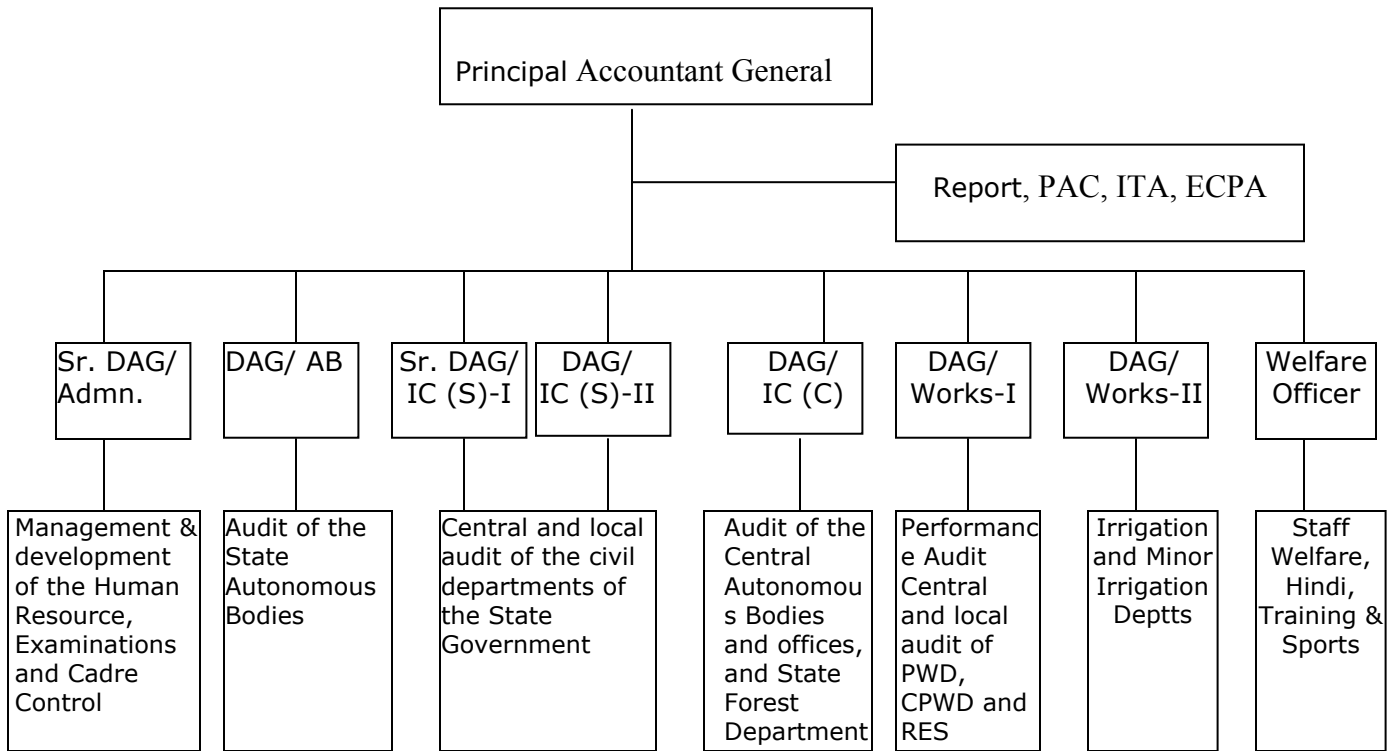 Principal Accountant General
Report, PAC, ITA, ECPA
Sr. DAG/
Admn.
DAG/ AB
Sr. DAG/
IC (S)-I
DAG/
IC (S)-II
DAG/
IC (C)
DAG/
Works-I
DAG/
Works-II
Welfare
Officer
Management &
development
of the Human
Resource,
Examinations
and Cadre
Control
Audit of the
State
Autonomous
Bodies
Central and local
audit of the civil
departments of
the State
Government
Audit of the
Central
Autonomou
s Bodies
and offices,
and State
Forest
Department
Performanc
e Audit
Central
and local
audit of
PWD,
CPWD and
RES
Irrigation
and Minor
Irrigation
Deptts
Staff
Welfare,
Hindi,
Training &
Sports